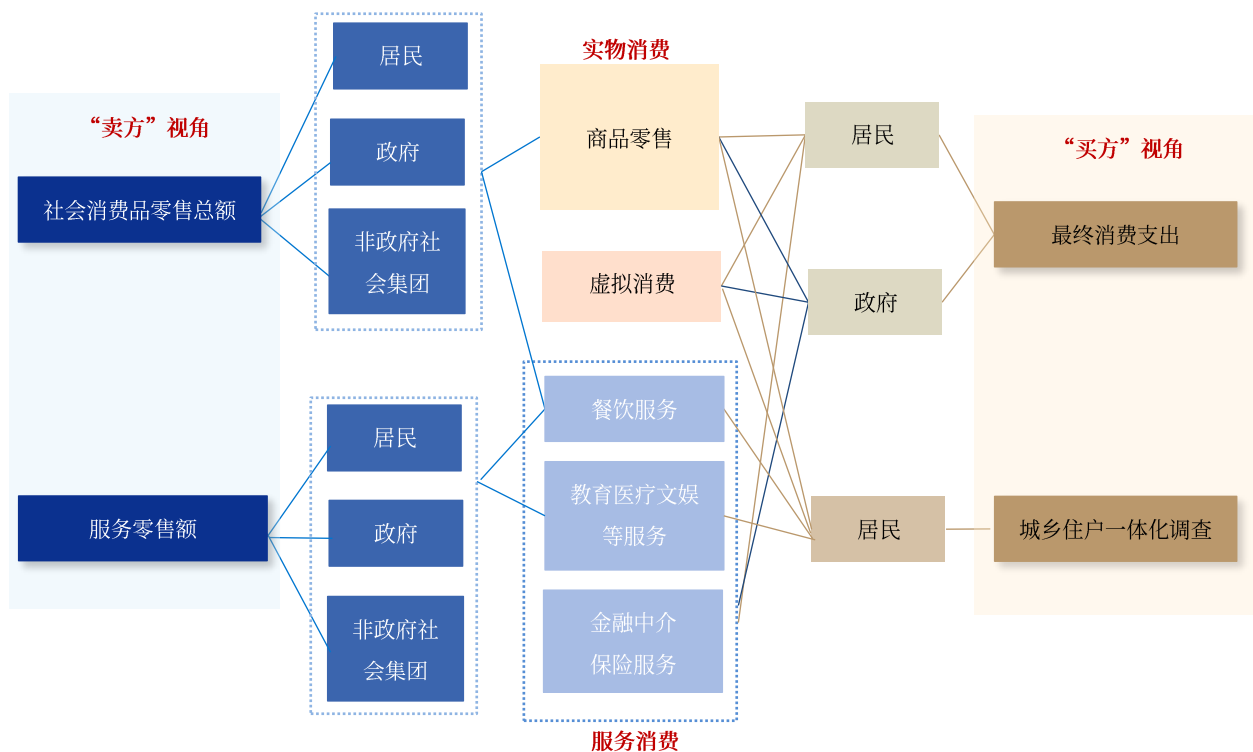 “卖方”视角
社会消费品零售总额
服务零售额
居民
政府
非政府社
会集团
居民
政府
非政府社
会集团
实物消费
商品零售
虚拟消费
餐饮服务
教育医疗文娱
等服务
金融中介
保险服务
服务消费
居民
政府
居民
“买方”视角
最终消费支出
城乡住户一体化调查